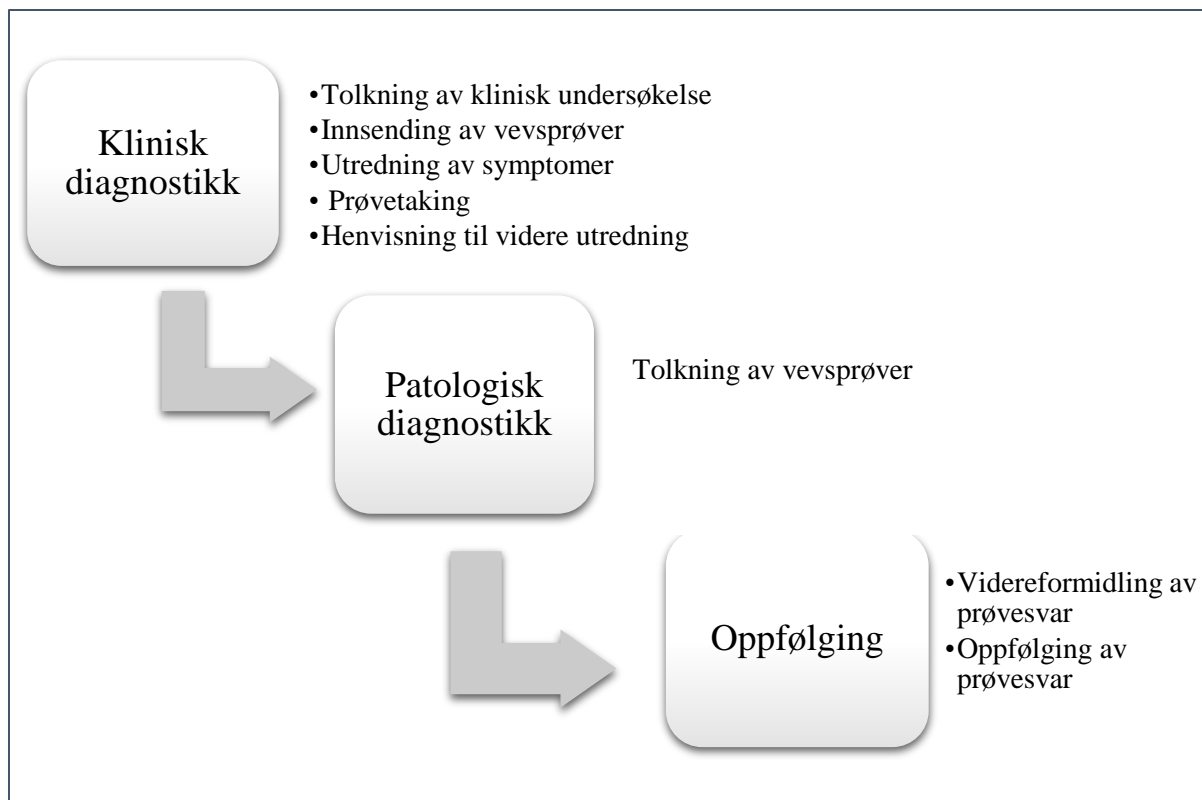 Klinisk
diagnostikk
•Tolkning av klinisk undersøkelse
•Innsending av vevsprøver
•Utredning av symptomer
• Prøvetaking
•Henvisning til videre utredning
Patologisk
diagnostikk
Tolkning av vevsprøver
Oppfølging
•Videreformidling av
prøvesvar
•Oppfølging av
prøvesvar